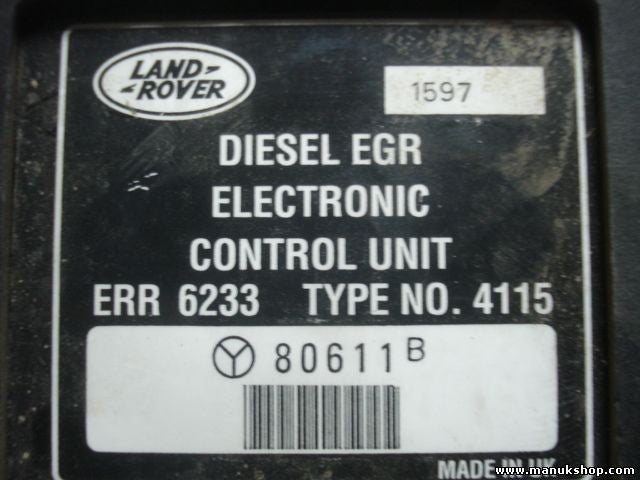 LAND-
-ROVER
1597
DIESEL EGR
ELECTRONIC
CONTROL UNIT
ERR 6233 TYPE NO. 4115
80611 B
MADE IN UK
www.manukshop.com